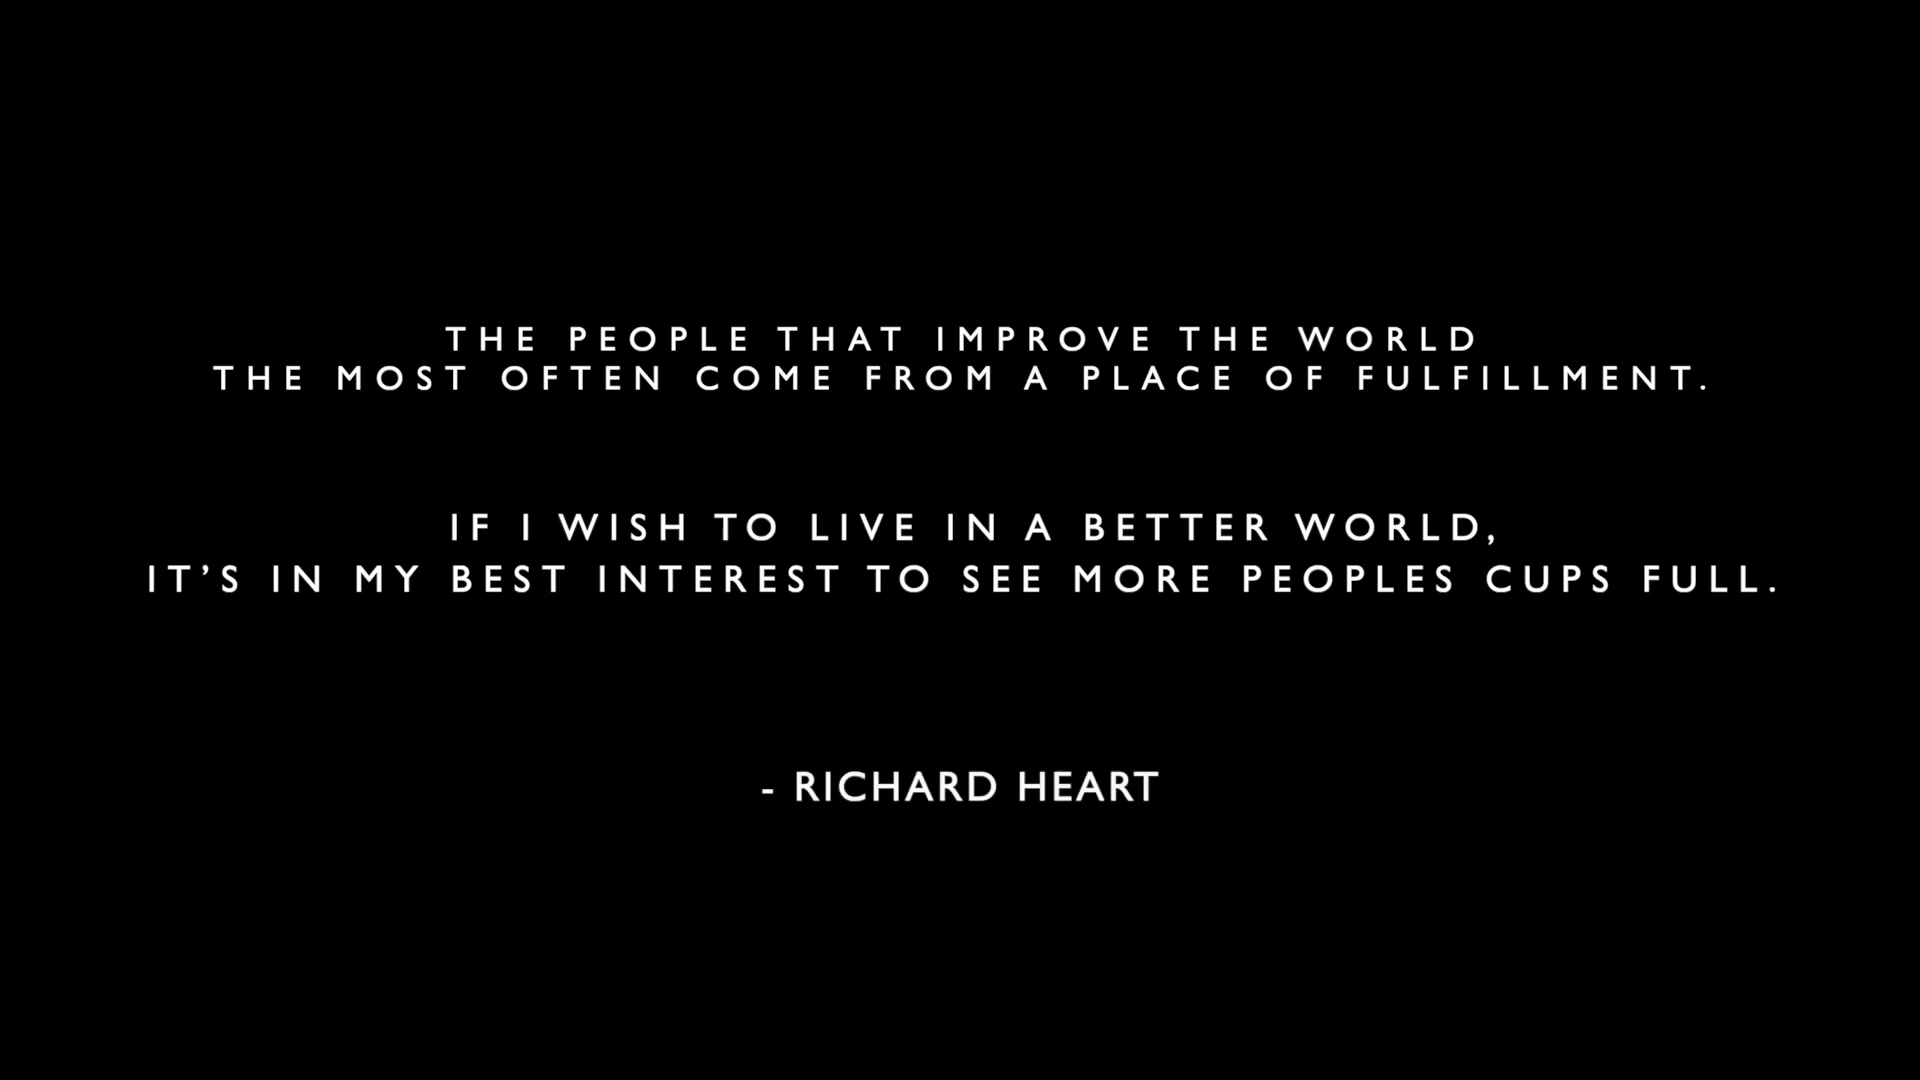 THE PEOPLE THAT IMPROVE THE WORLD
THE MOST OFTEN COME FROM A PLACE OF FULFILLMENT.
IF I WISH TO LIVE IN A BETTER WORLD,
IT’S IN MY BEST INTEREST TO SEE MORE PEOPLES CUPS FULL.
- RICHARD HEART